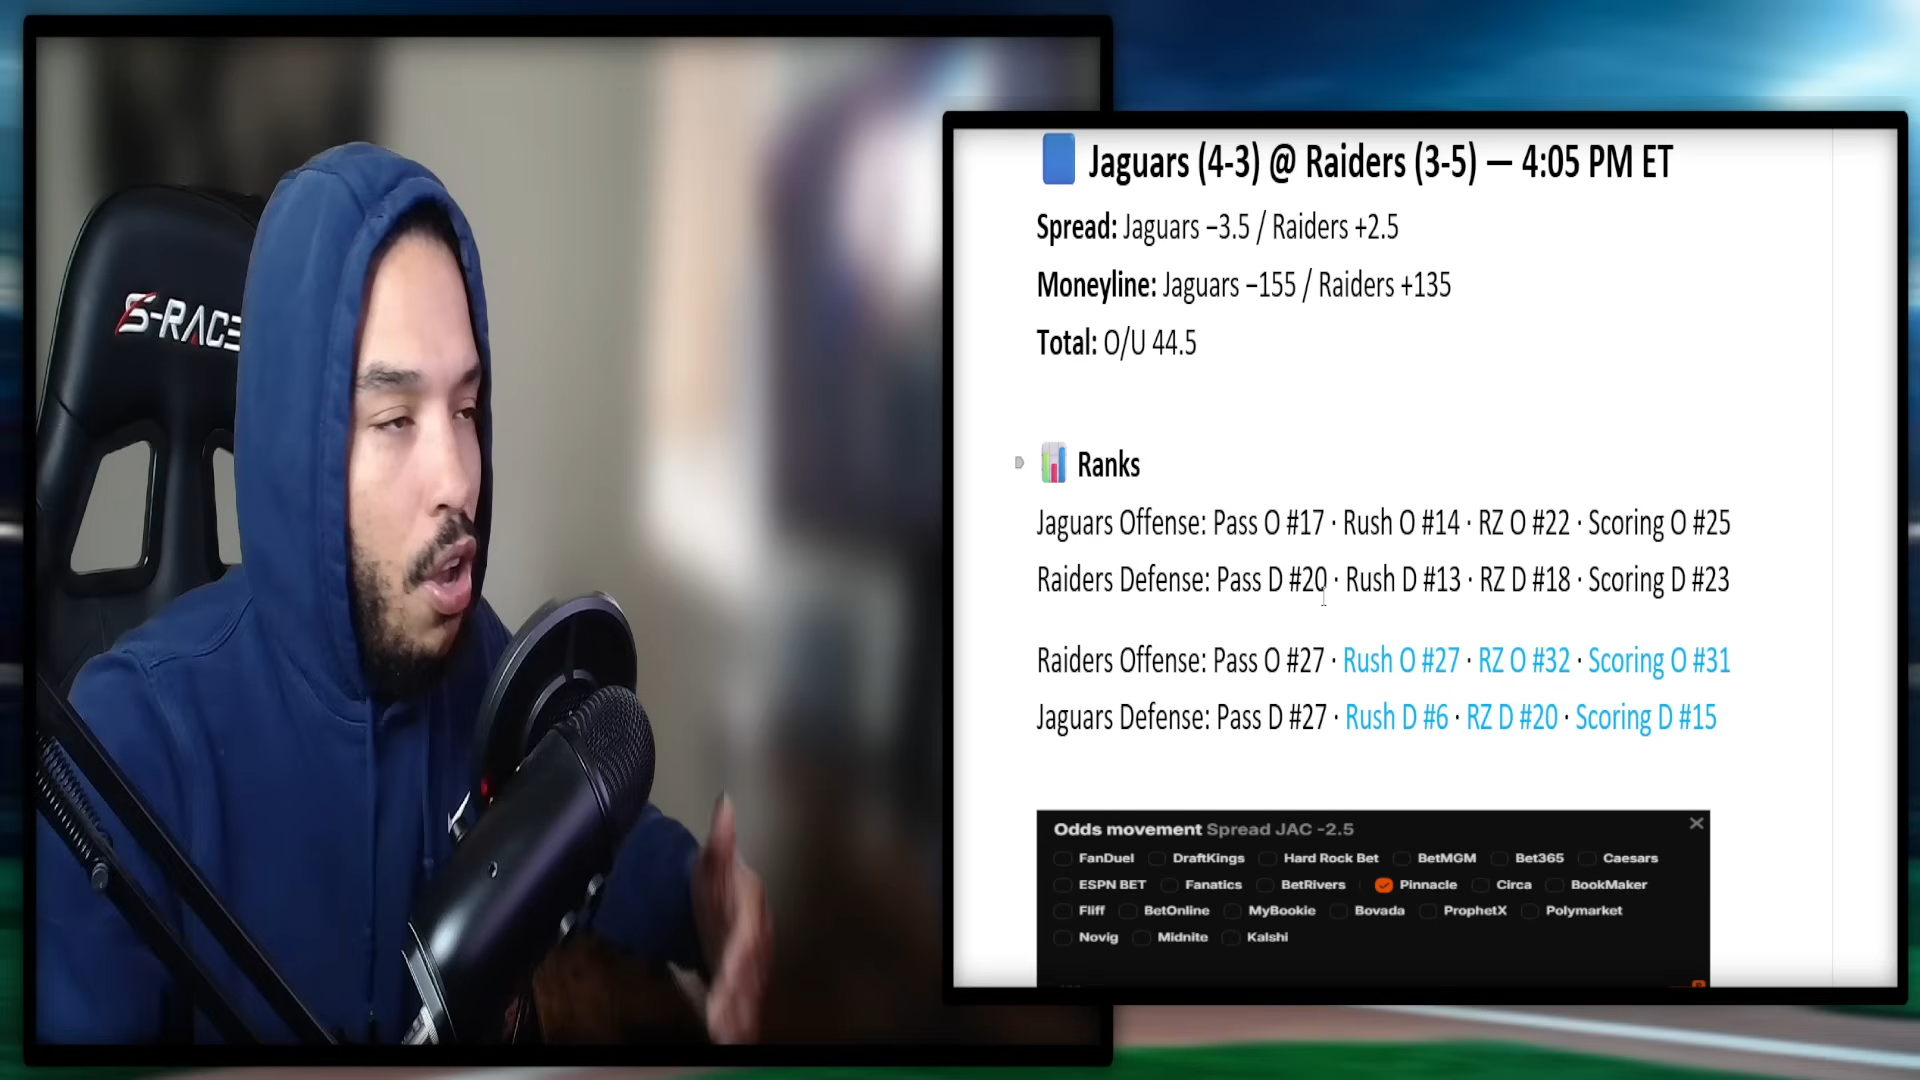 S-RACE
Jaguars (4-3) @ Raiders (3-5) — 4:05 PM ET
Spread: Jaguars −3.5 / Raiders +2.5
Moneyline: Jaguars −155 / Raiders +135
Total: O/U 44.5
Ranks
Jaguars Offense: Pass O #17 · Rush O #14 · RZ O #22 · Scoring O #25
Raiders Defense: Pass D #20 · Rush D #13 · RZ D #18 · Scoring D #23
Raiders Offense: Pass O #27 · Rush O #27 · RZ O #32 · Scoring O #31
Jaguars Defense: Pass D #27 · Rush D #6 · RZ D #20 · Scoring D #15
Odds movement Spread JAC -2.5
FanDuel DraftKings Hard Rock Bet BetMGM Bet365 Caesars
ESPN BET Fanatics BetRivers Pinnacle Circa BookMaker
Fliff BetOnline MyBookie Bovada ProphetX Polymarket
Novig Midnite Kalshi